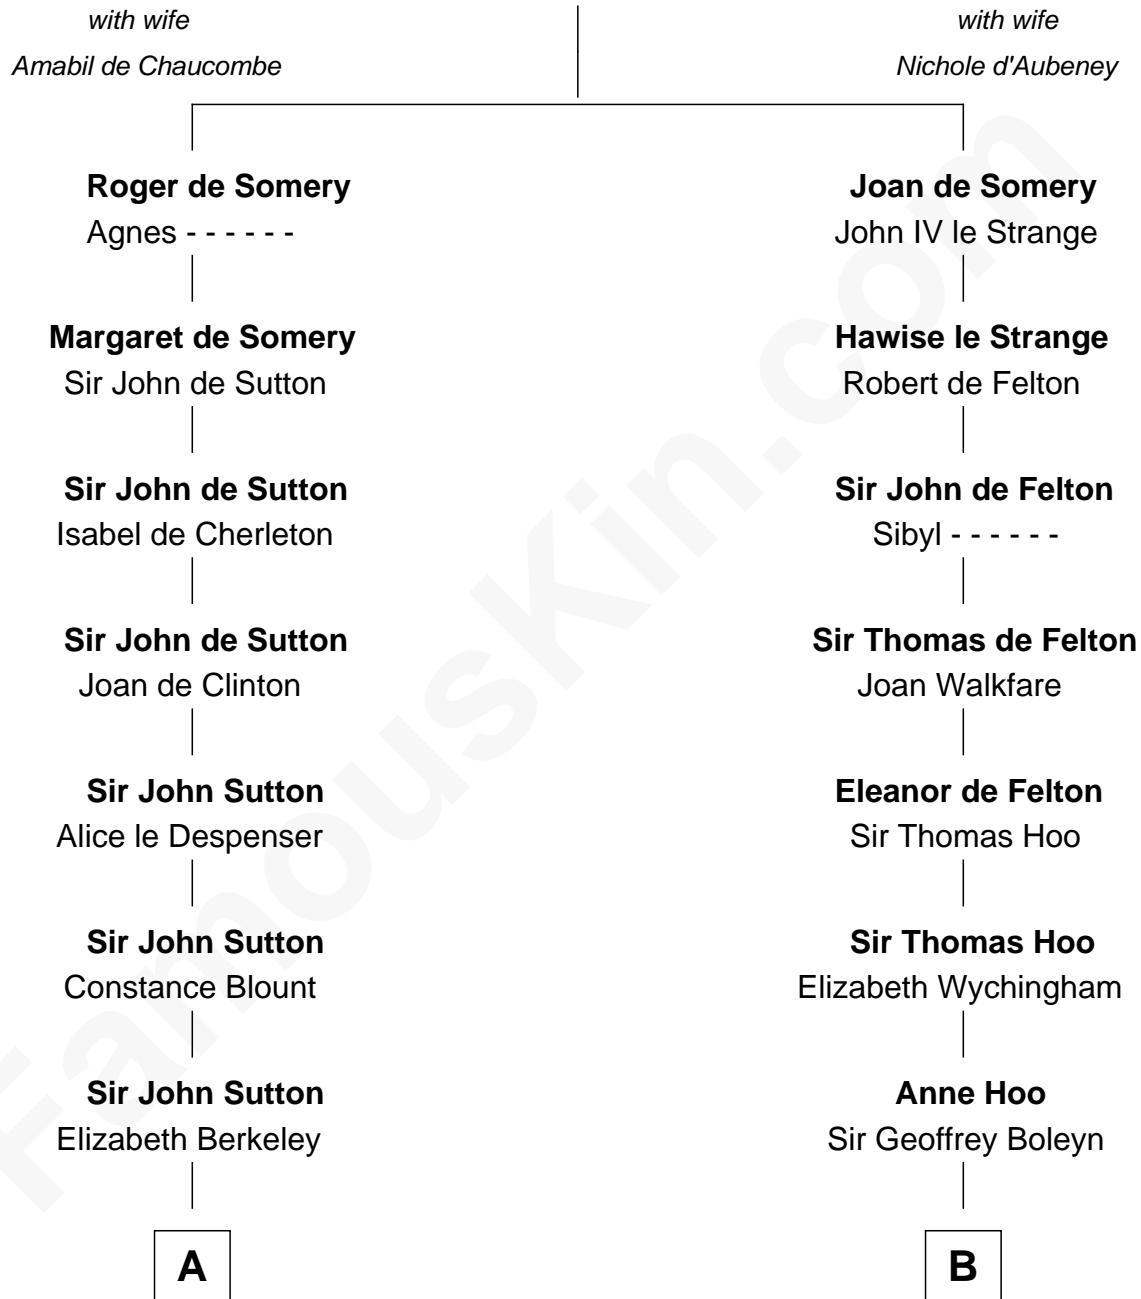 with wife
Amabil de Chaucombe
with wife
Nichole d'Aubeney
Roger de Somery
Agnes - - - - - -
Joan de Somery
John IV le Strange
Margaret de Somery
Sir John de Sutton
Hawise le Strange
Robert de Felton
Sir John de Sutton
Isabel de Cherleton
Sir John de Felton
Sibyl - - - - - -
Sir John de Sutton
Joan de Clinton
Sir Thomas de Felton
Joan Walkfare
Sir John Sutton
Alice le Despenser
Eleanor de Felton
Sir Thomas Hoo
Sir John Sutton
Constance Blount
Sir Thomas Hoo
Elizabeth Wychingham
Sir John Sutton
Elizabeth Berkeley
Anne Hoo
Sir Geoffrey Boleyn
A
B
FamousKin.com